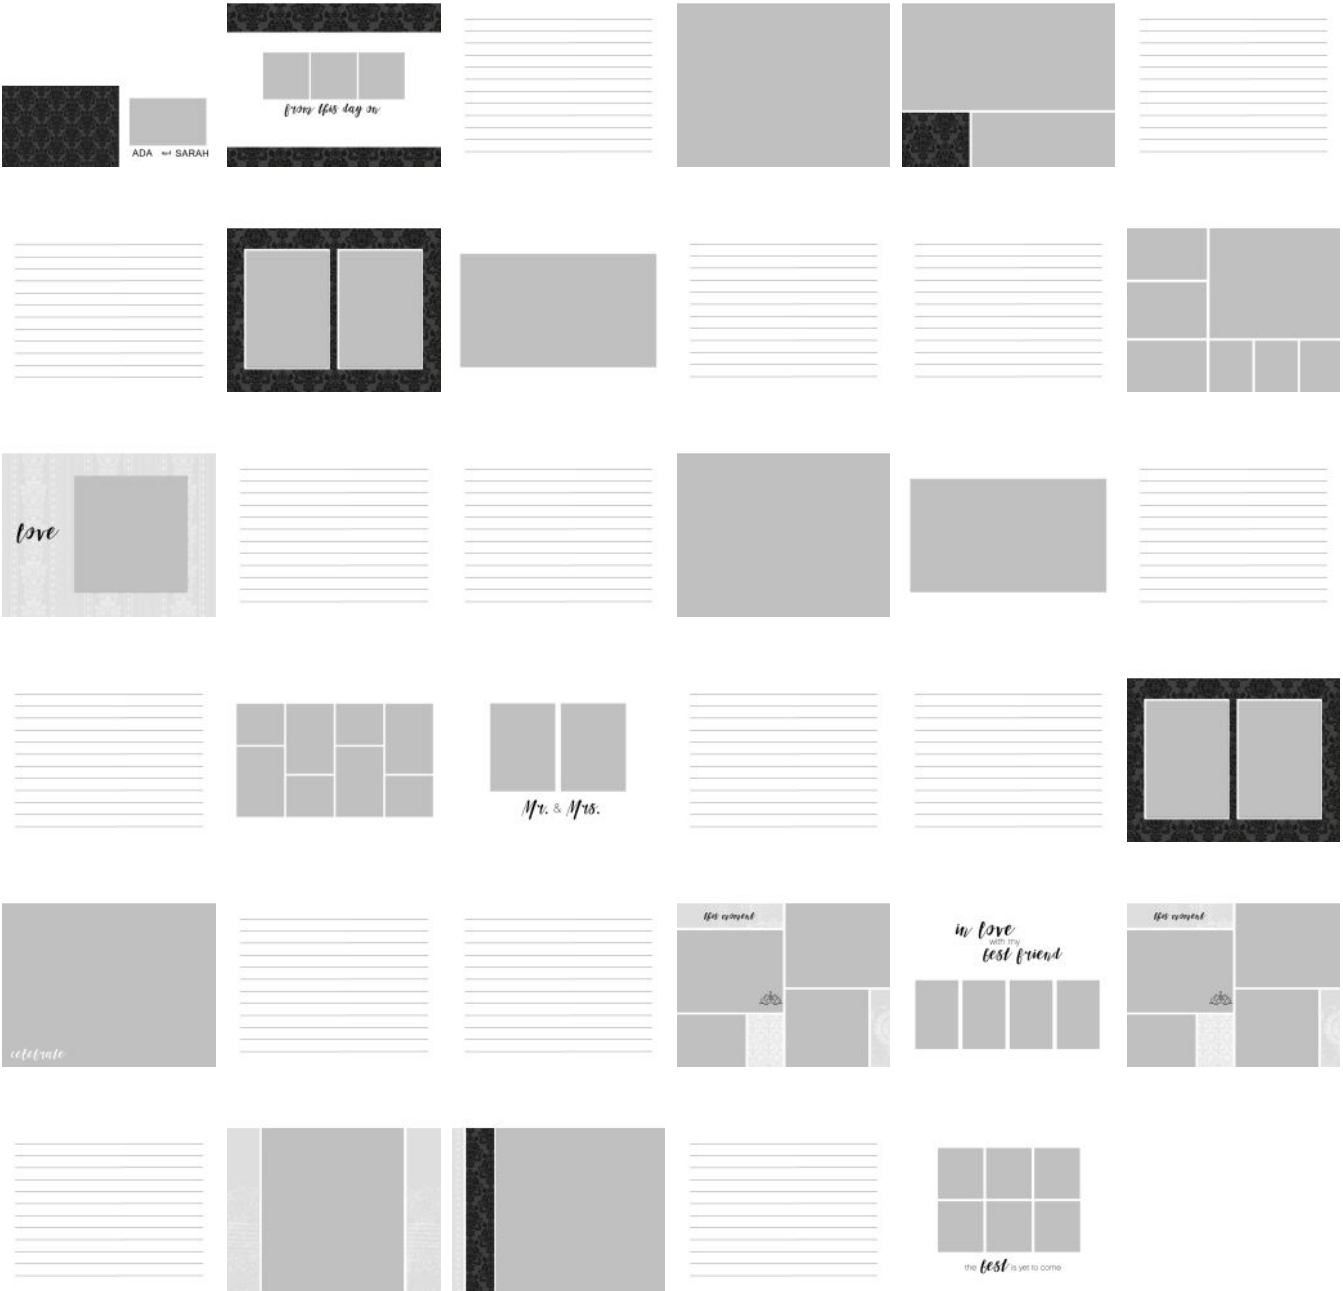 ADA and SARAH
from this day on
love
Mr. & Mrs.
celebrate
this moment
in love
with my
best friend
this moment
the best is yet to come